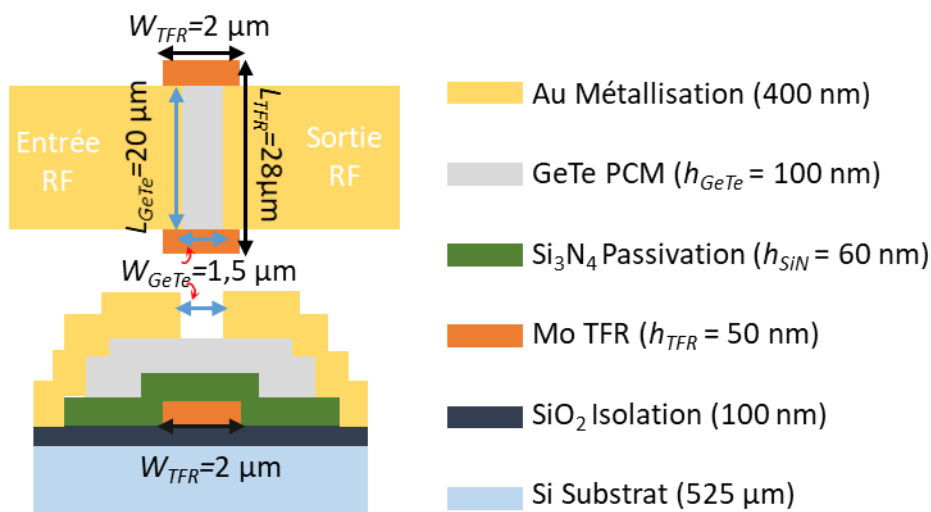 W_TFR=2 µm
Entrée
RF
L_GeTe=20 µm
L_TFR=28µm
Sortie
RF
W_GeTe=1,5 µm
W_TFR=2 µm
Au Métallisation (400 nm)
GeTe PCM (h_GeTe = 100 nm)
Si₃N₄ Passivation (h_SiN = 60 nm)
Mo TFR (h_TFR = 50 nm)
SiO₂ Isolation (100 nm)
Si Substrat (525 µm)